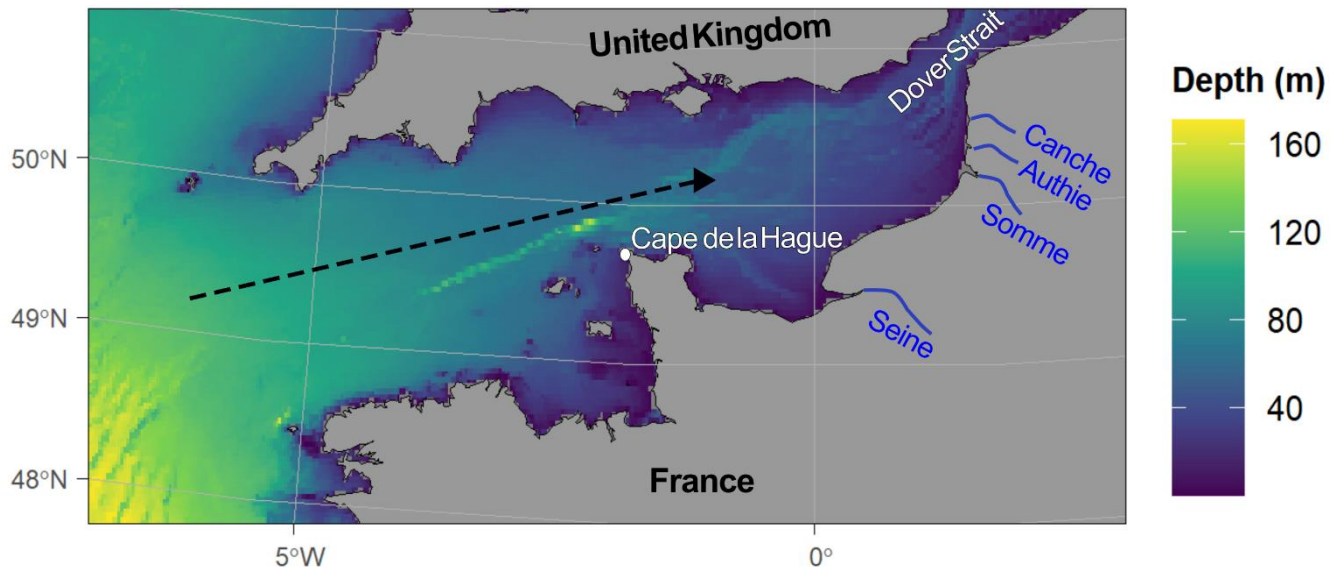 United Kingdom
Dover Strait
Depth (m)
160
120
80
40
50°N
49°N
48°N
Canche
Authie
Somme
Cape de la Hague
Seine
France
5°W
0°